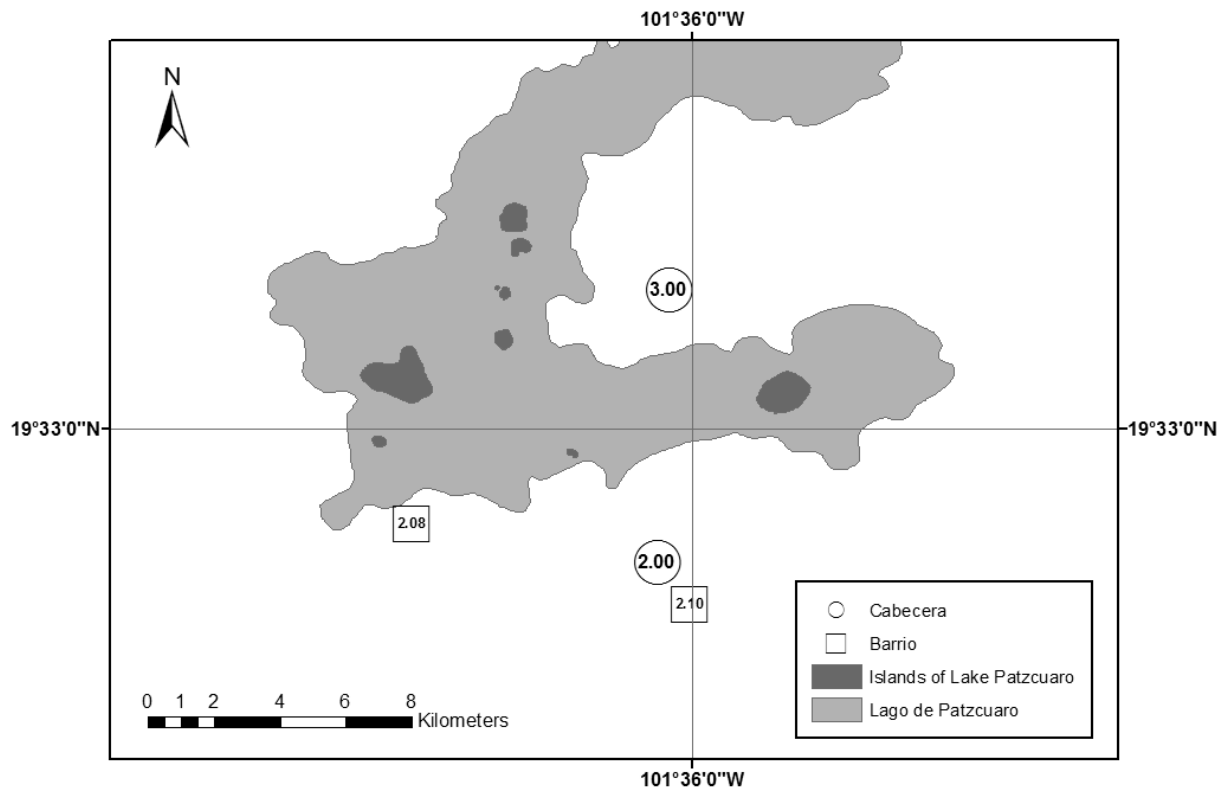 101°36'0"W
N
3.00
19°33'0"N
19°33'0"N
2.08
2.00
2.10
Cabecera
Barrio
Islands of Lake Patzcuaro
Lago de Patzcuaro
0 1 2 4 6 8
Kilometers
101°36'0"W